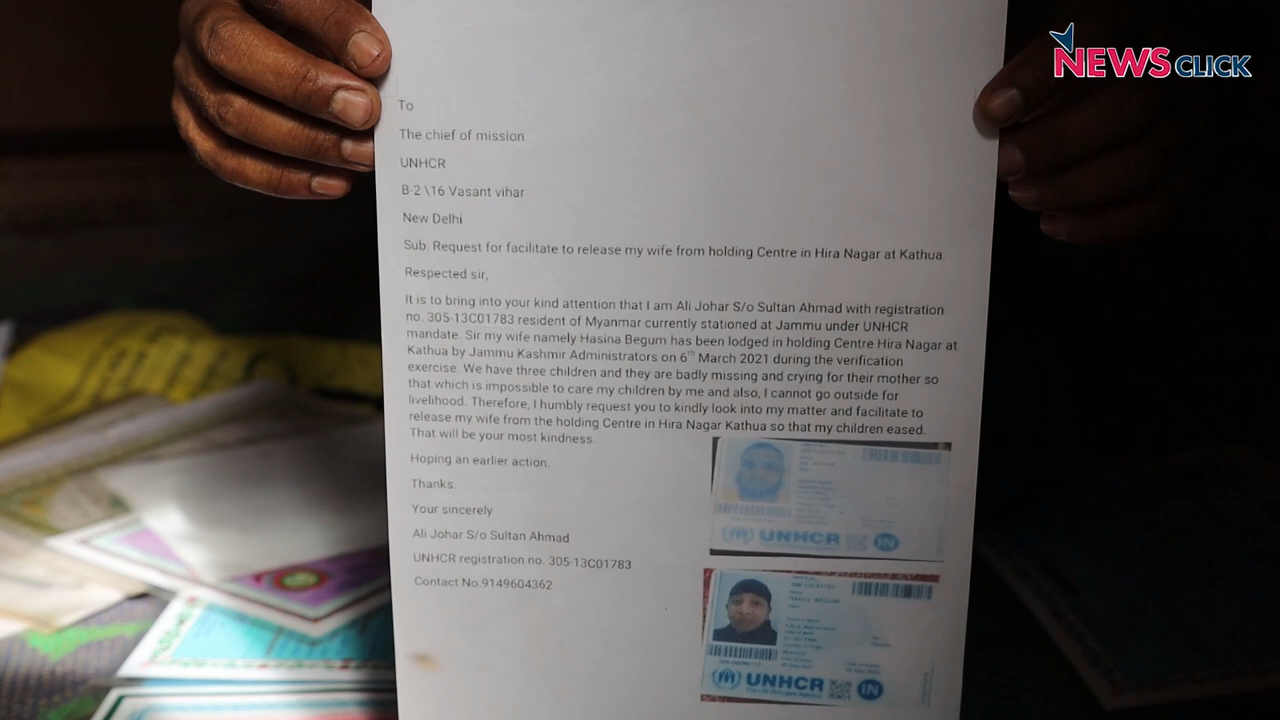 NEWS CLICK
To
The chief of mission
UNHCR
B-2 \16 Vasant vihar
New Delhi
Sub: Request for facilitate to release my wife from holding Centre in Hira Nagar at Kathua.
Respected sir,
It is to bring into your kind attention that I am Ali Johar S/o Sultan Ahmad with registration
no. 305-13C01783 resident of Myanmar currently stationed at Jammu under UNHCR
mandate. Sir my wife namely Hasina Begum has been lodged in holding Centre Hira Nagar at
Kathua by Jammu Kashmir Administrators on 6th March 2021 during the verification
exercise. We have three children and they are badly missing and crying for their mother so
that which is impossible to care my children by me and also, I cannot go outside for
livelihood. Therefore, I humbly request you to kindly look into my matter and facilitate to
release my wife from the holding Centre in Hira Nagar Kathua so that my children eased.
That will be your most kindness.
Hoping an earlier action.
Thanks.
Your sincerely
Ali Johar S/o Sultan Ahmad
UNHCR registration no. 305-13C01783
Contact No.9149604362
UNHCR
IN
UNHCR
The UN Refugee Agency
IN